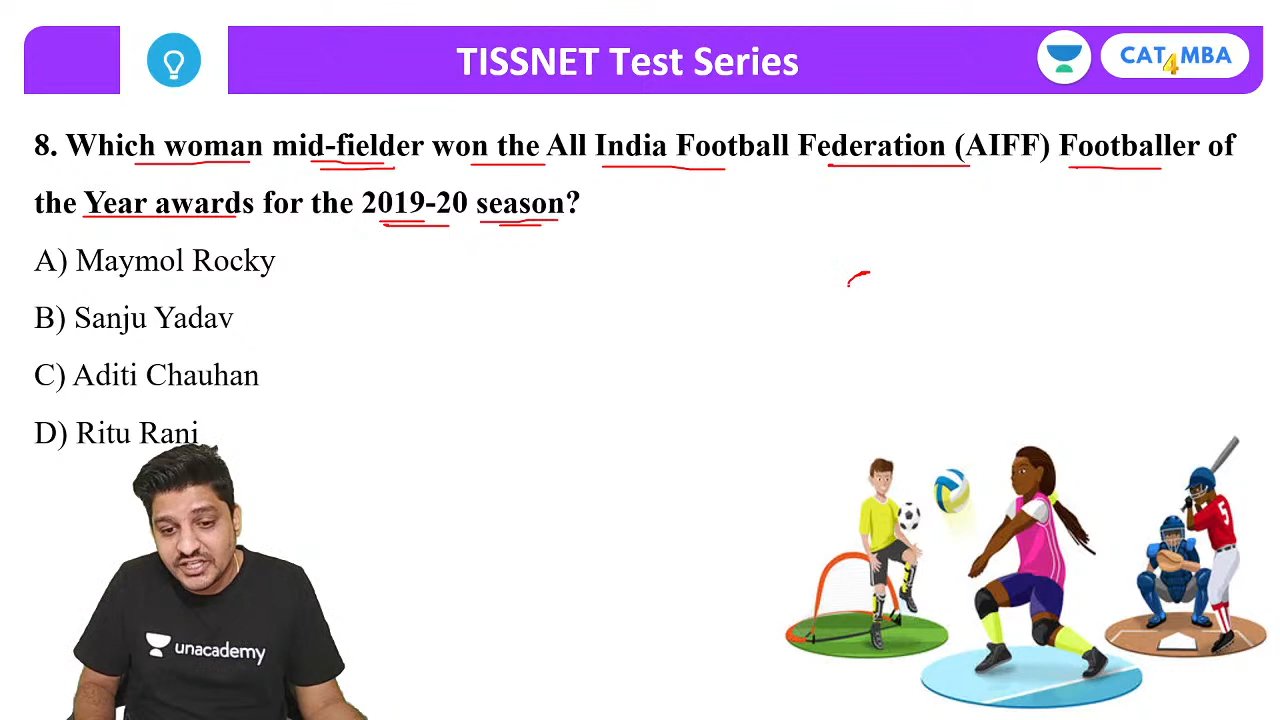 TISSNET Test Series
CAT4MBA
8. Which woman mid-fielder won the All India Football Federation (AIFF) Footballer of
the Year awards for the 2019-20 season?
A) Maymol Rocky
B) Sanju Yadav
C) Aditi Chauhan
D) Ritu Rani
unacademy
5